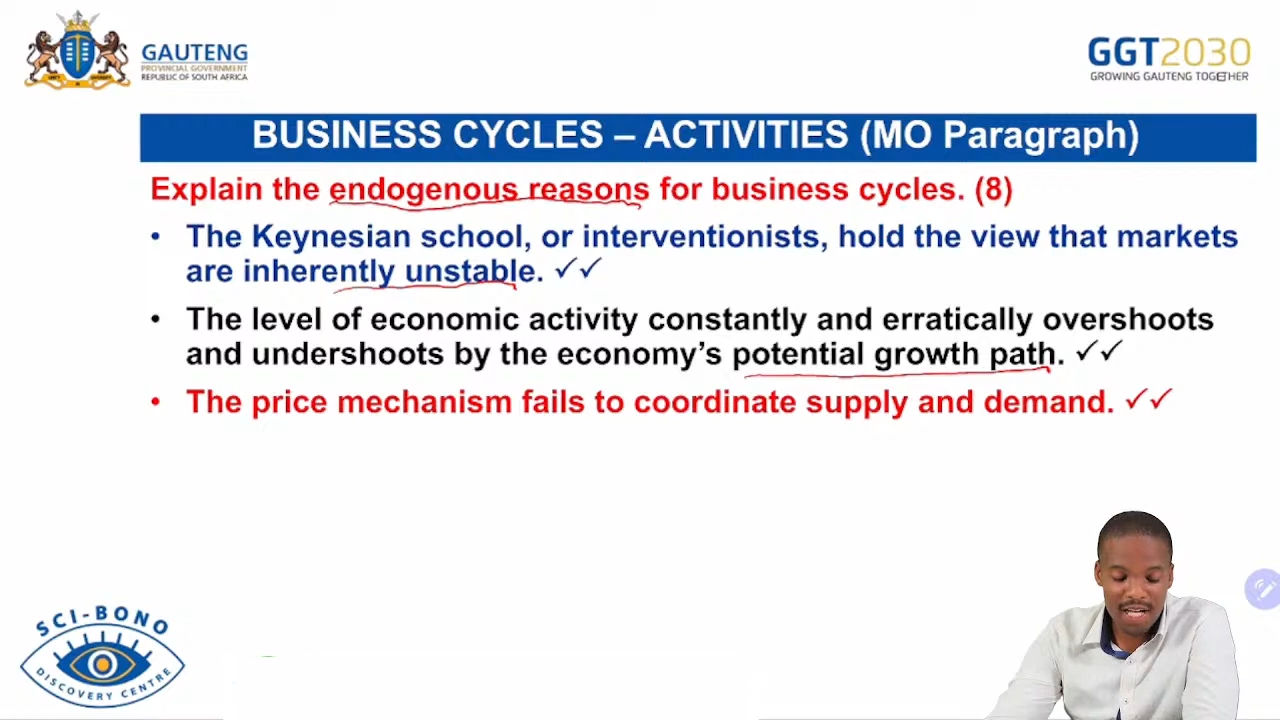 GAUTENG
PROVINCIAL GOVERNMENT
REPUBLIC OF SOUTH AFRICA
GGT2030
GROWING GAUTENG TOGETHER
BUSINESS CYCLES – ACTIVITIES (MO Paragraph)
Explain the endogenous reasons for business cycles. (8)
• The Keynesian school, or interventionists, hold the view that markets
are inherently unstable. ✓✓
• The level of economic activity constantly and erratically overshoots
and undershoots by the economy’s potential growth path. ✓✓
• The price mechanism fails to coordinate supply and demand. ✓✓
SCI-BONO
DISCOVERY CENTRE